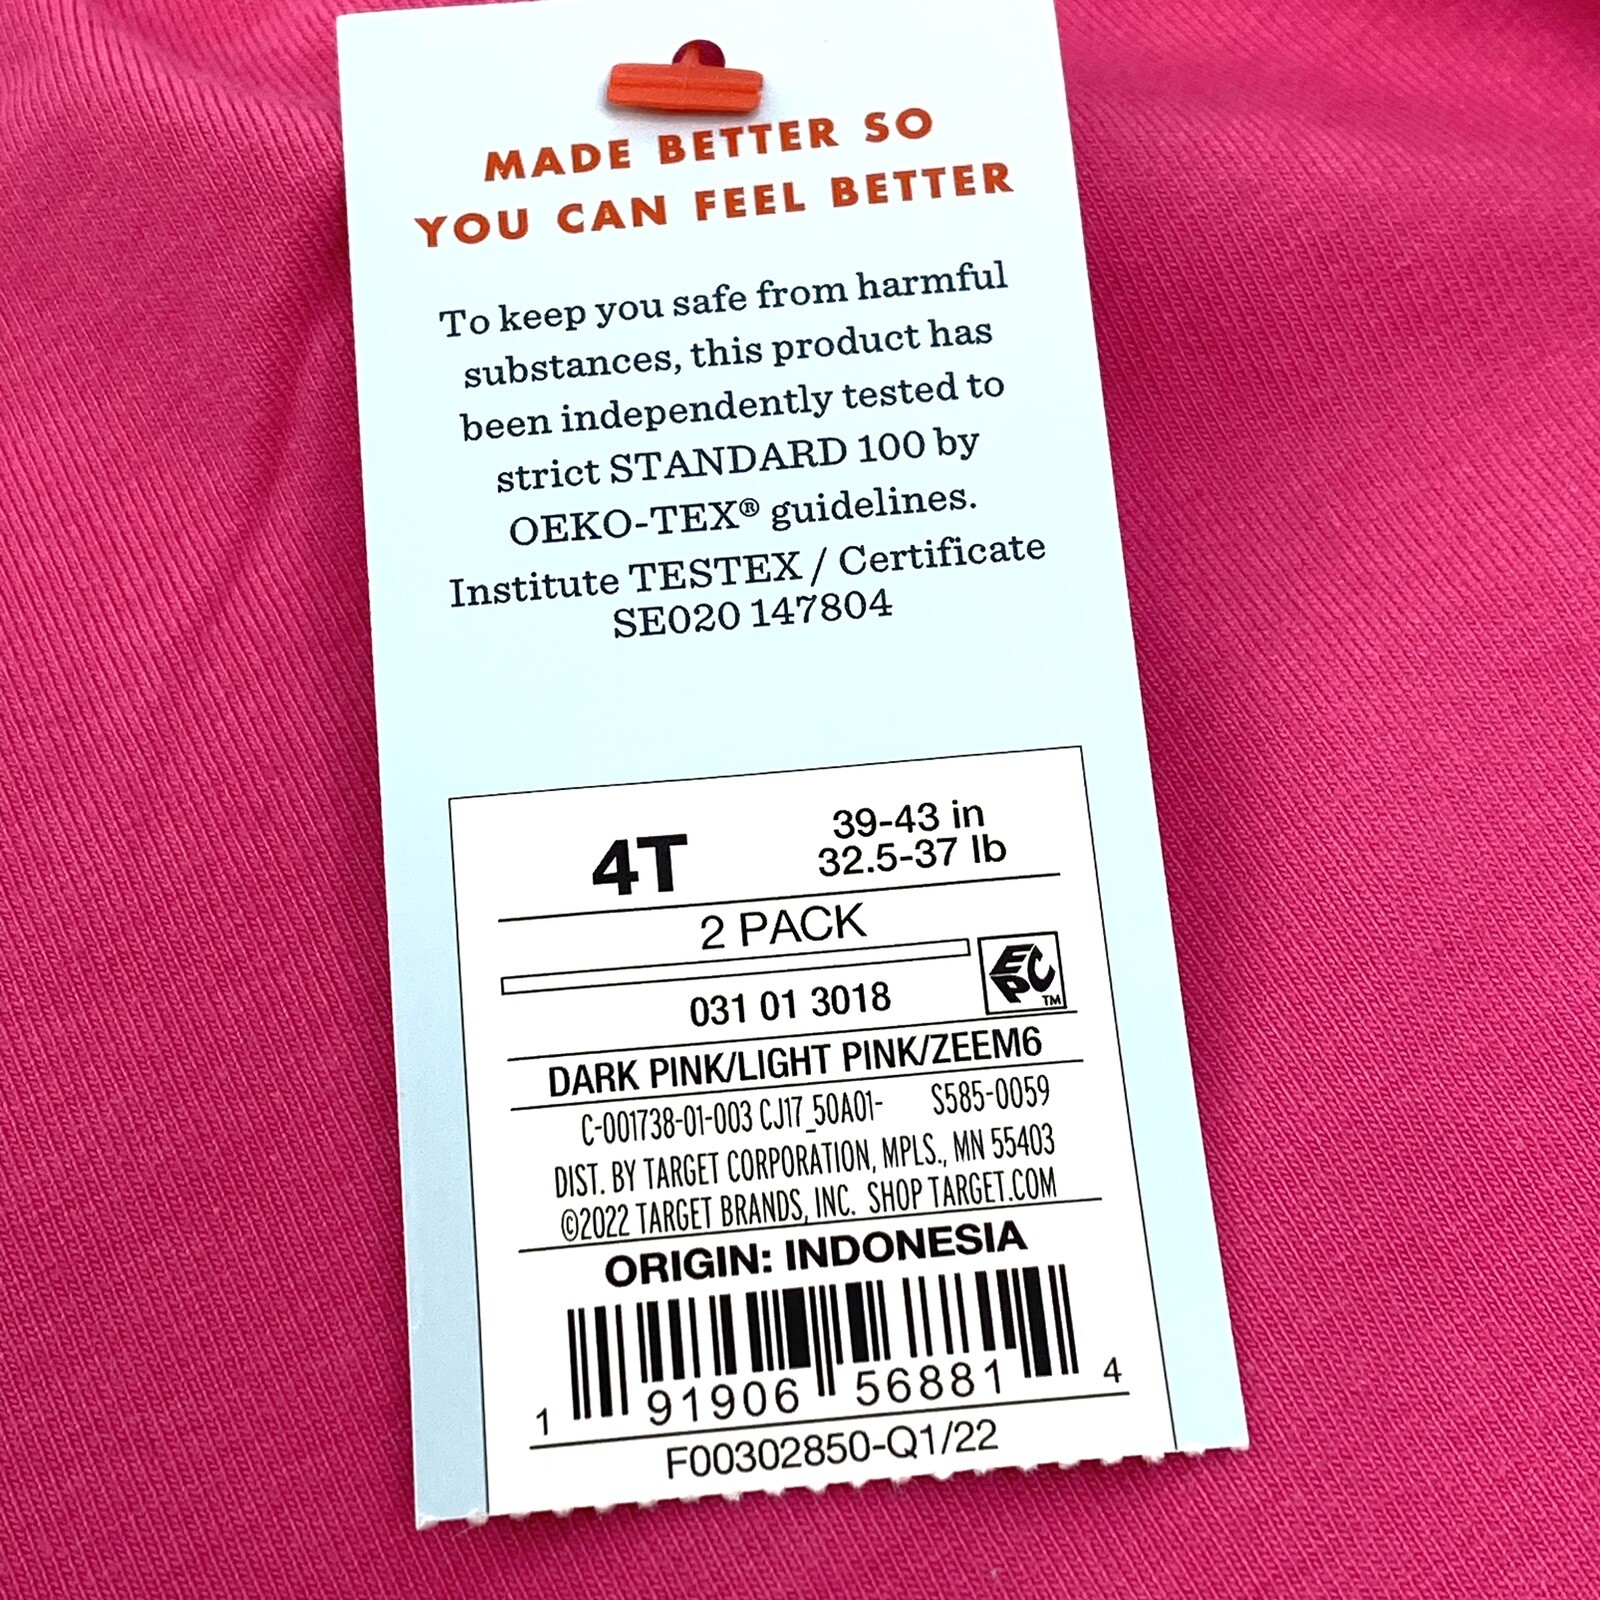 MADE BETTER SO
YOU CAN FEEL BETTER
To keep you safe from harmful
substances, this product has
been independently tested to
strict STANDARD 100 by
OEKO-TEX® guidelines.
Institute TESTEX / Certificate
SE020 147804
4T
39-43 in
32.5-37 lb
2 PACK
EPC™
031 01 3018
DARK PINK/LIGHT PINK/ZEEM6
C-001738-01-003 CJ17_50A01- S585-0059
DIST. BY TARGET CORPORATION, MPLS., MN 55403
©2022 TARGET BRANDS, INC. SHOP TARGET.COM
ORIGIN: INDONESIA
1 91906 56881 4
F00302850-Q1/22